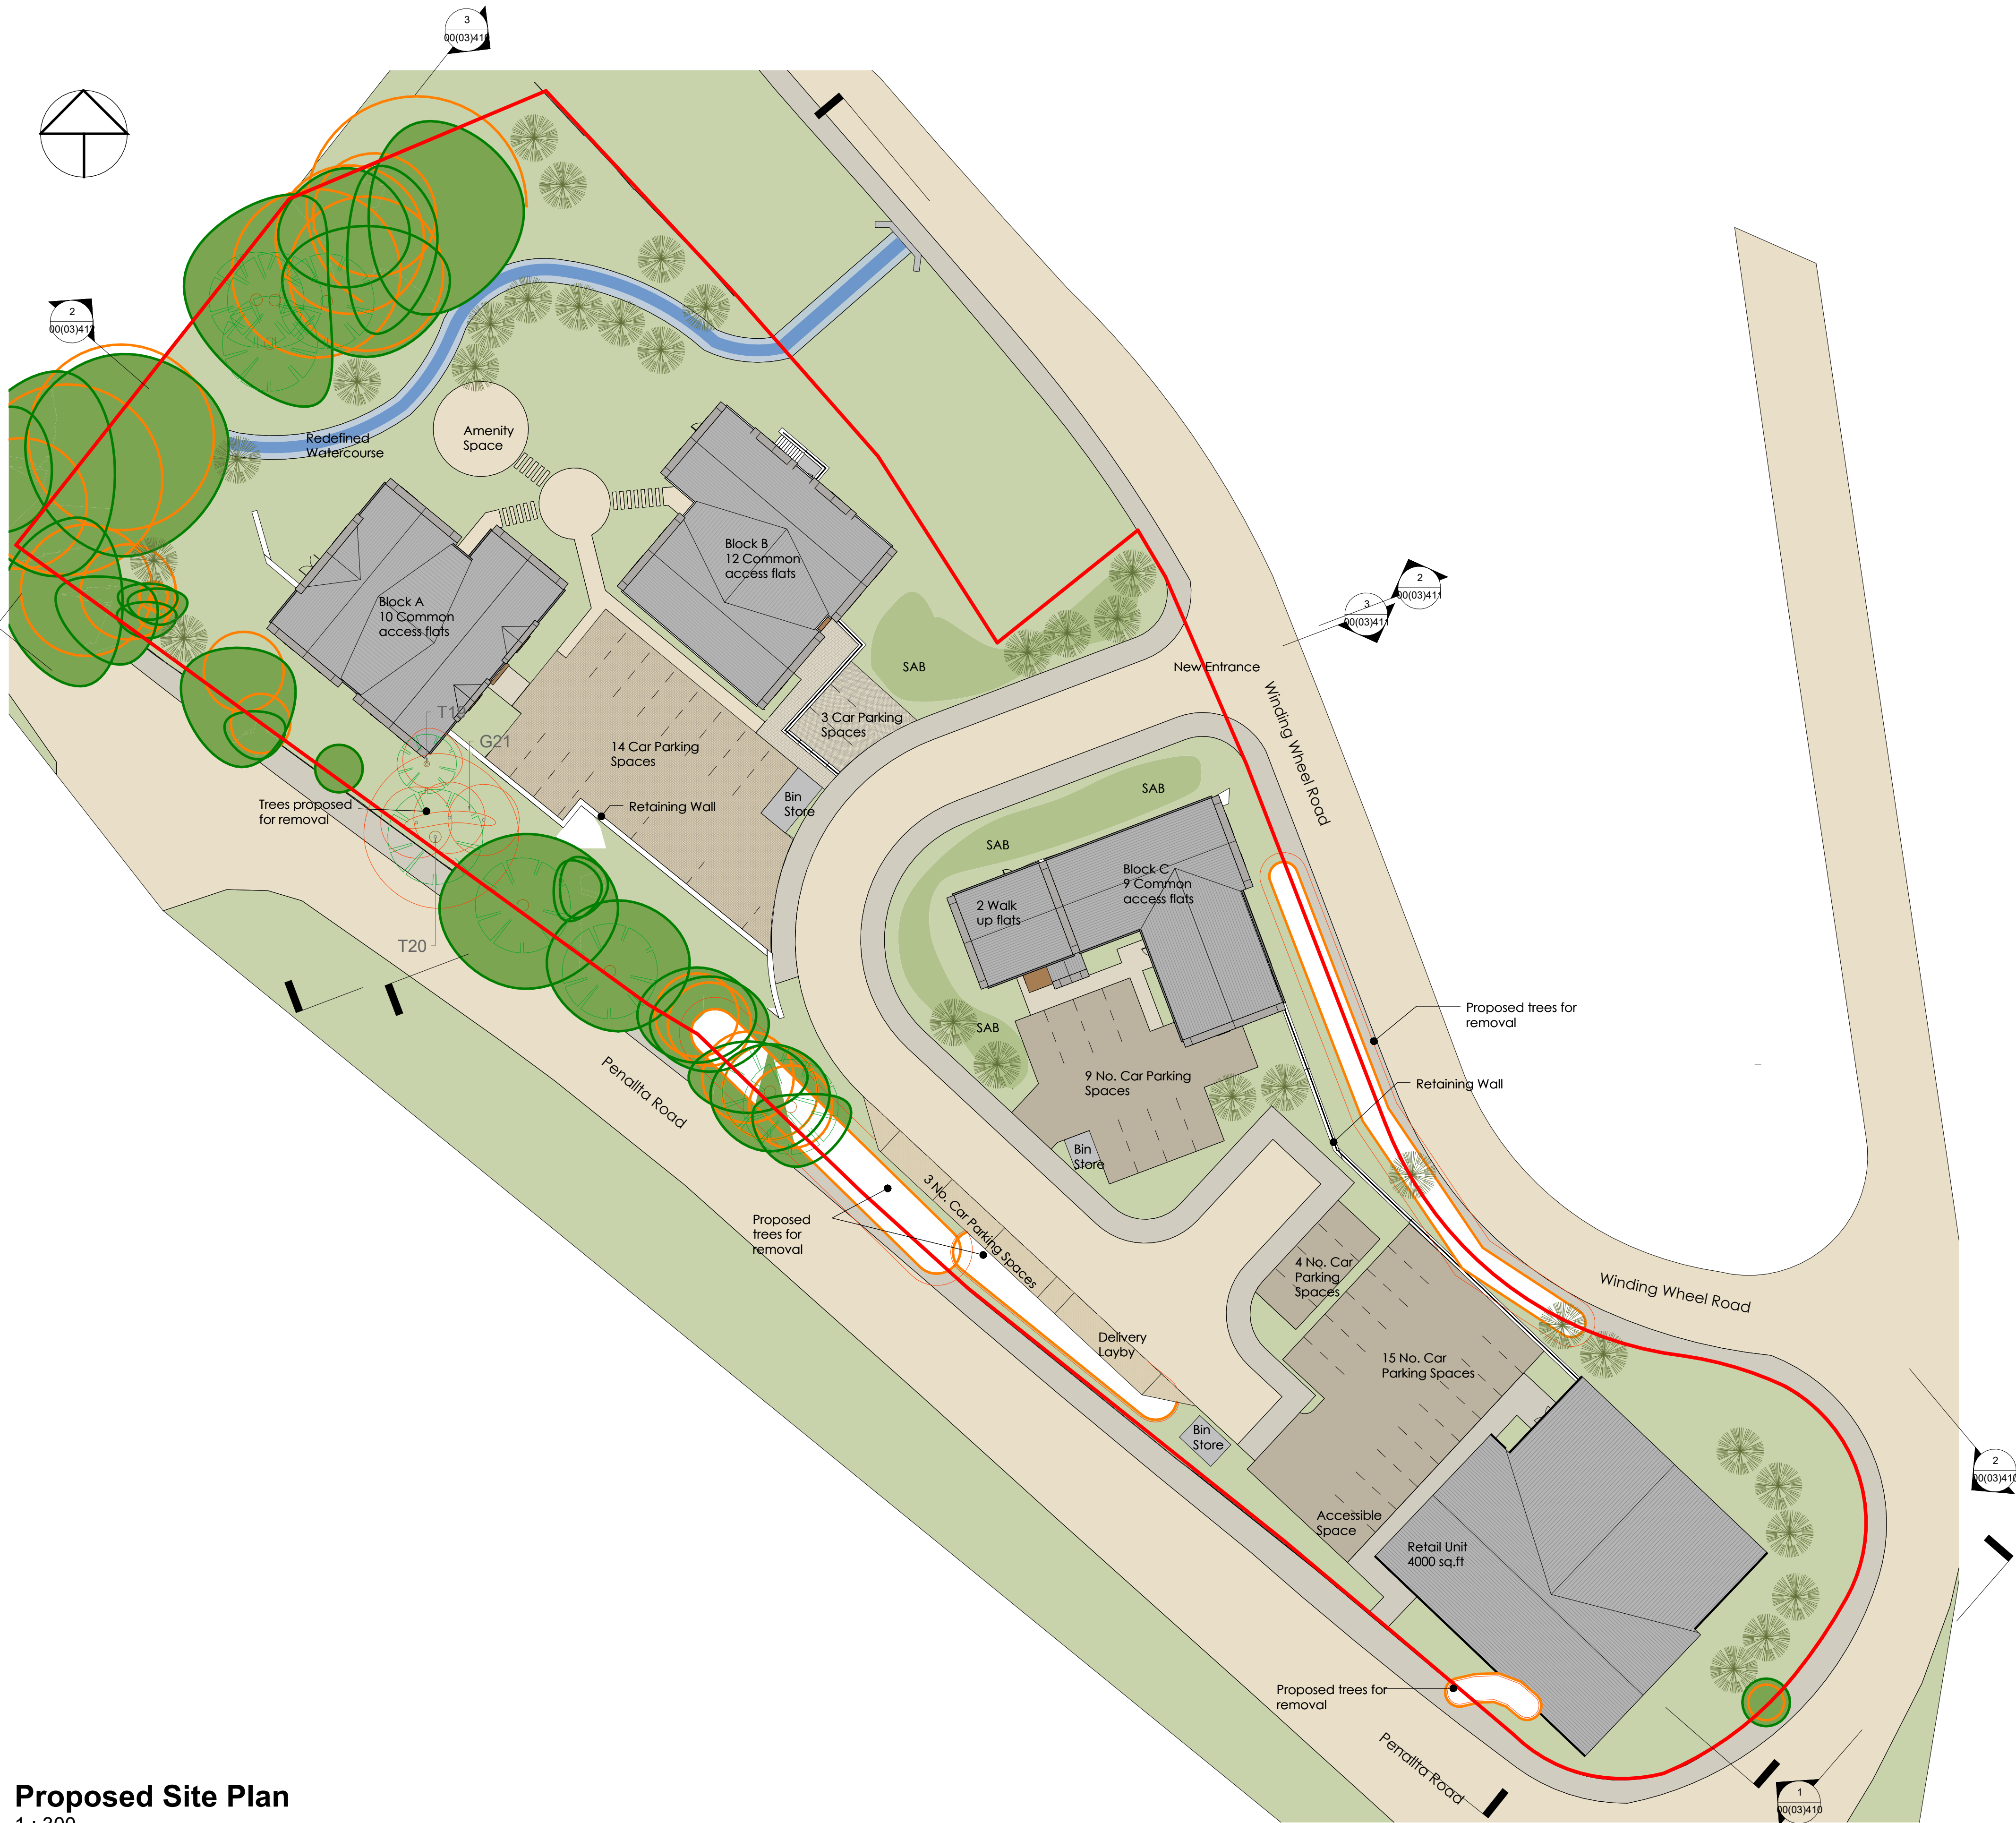 3
00(03)410
2
00(03)412
Redefined
Watercourse
Amenity
Space
Block B
12 Common
access flats
Block A
10 Common
access flats
2
00(03)411
3
00(03)411
SAB
New Entrance
Winding Wheel Road
T19
G21
3 Car Parking
Spaces
14 Car Parking
Spaces
Bin
Store
Retaining Wall
Trees proposed
for removal
SAB
SAB
Block C
9 Common
access flats
2 Walk
up flats
T20
SAB
Proposed trees for
removal
Retaining Wall
9 No. Car Parking
Spaces
Bin
Store
Penallta Road
3 No. Car Parking Spaces
Proposed
trees for
removal
4 No. Car
Parking
Spaces
Winding Wheel Road
Delivery
Layby
15 No. Car
Parking Spaces
Bin
Store
2
00(03)410
Accessible
Space
Retail Unit
4000 sq.ft
Proposed trees for
removal
Penallta Road
1
00(03)410
Proposed Site Plan
1 : 300